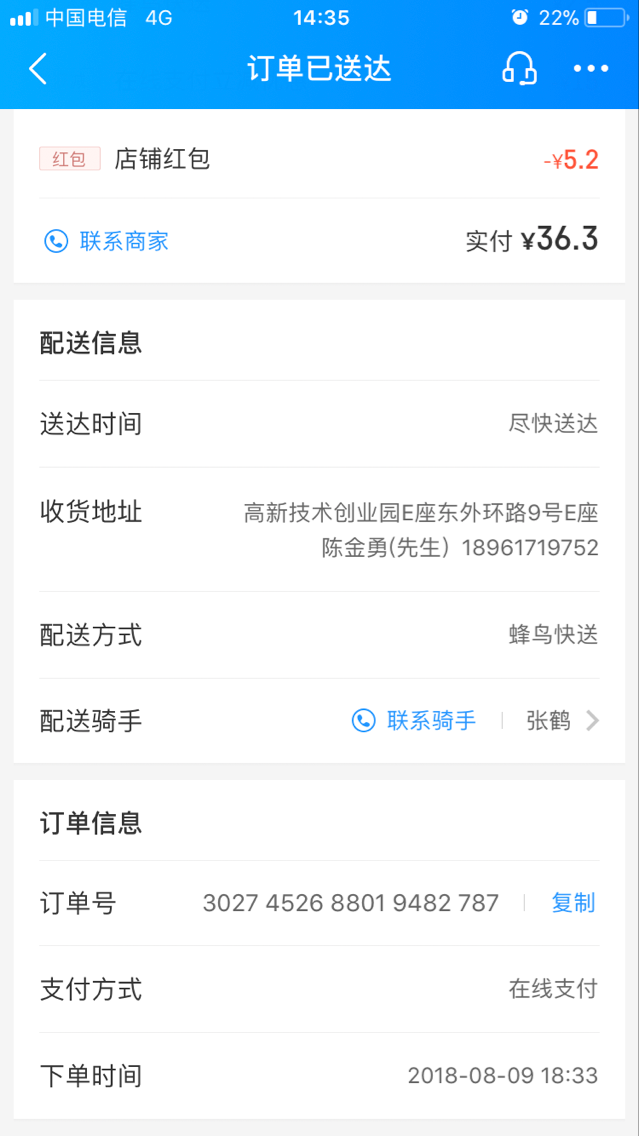 中国电信 4G 14:35 22%
订单已送达
红包 店铺红包 -¥5.2
联系商家 实付 ¥36.3
配送信息
送达时间 尽快送达
收货地址 高新技术创业园E座东外环路9号E座
陈金勇(先生) 18961719752
配送方式 蜂鸟快送
配送骑手 联系骑手 张鹤
订单信息
订单号 3027 4526 8801 9482 787 复制
支付方式 在线支付
下单时间 2018-08-09 18:33